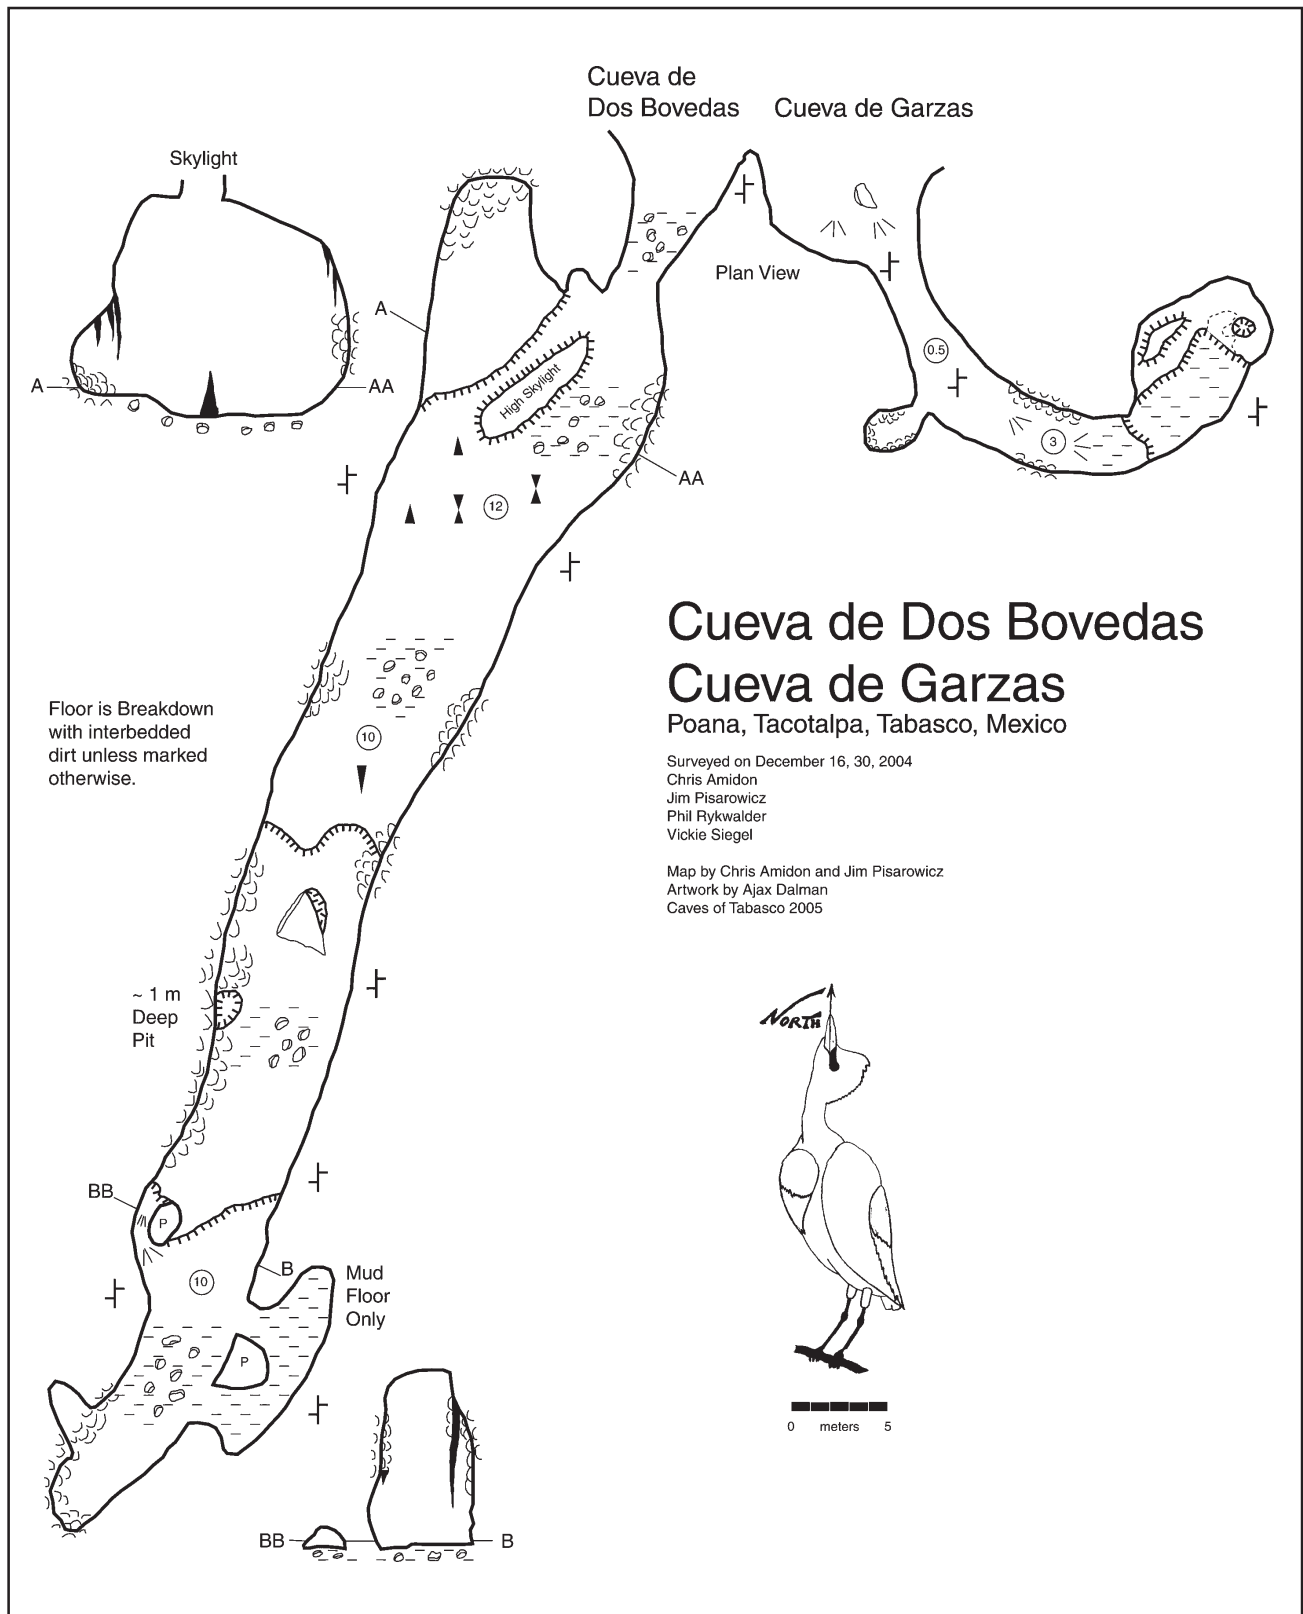 Cueva de
Dos Bovedas
Cueva de Garzas
Skylight
Plan View
A
A
AA
0.5
High Skylight
3
AA
12
Cueva de Dos Bovedas
Cueva de Garzas
Poana, Tacotalpa, Tabasco, Mexico
Surveyed on December 16, 30, 2004
Chris Amidon
Jim Pisarowicz
Phil Rykwalder
Vickie Siegel
Map by Chris Amidon and Jim Pisarowicz
Artwork by Ajax Dalman
Caves of Tabasco 2005
Floor is Breakdown
with interbedded
dirt unless marked
otherwise.
10
~ 1 m
Deep
Pit
NORTH
BB
P
B
10
Mud
Floor
Only
P
0 meters 5
BB
B